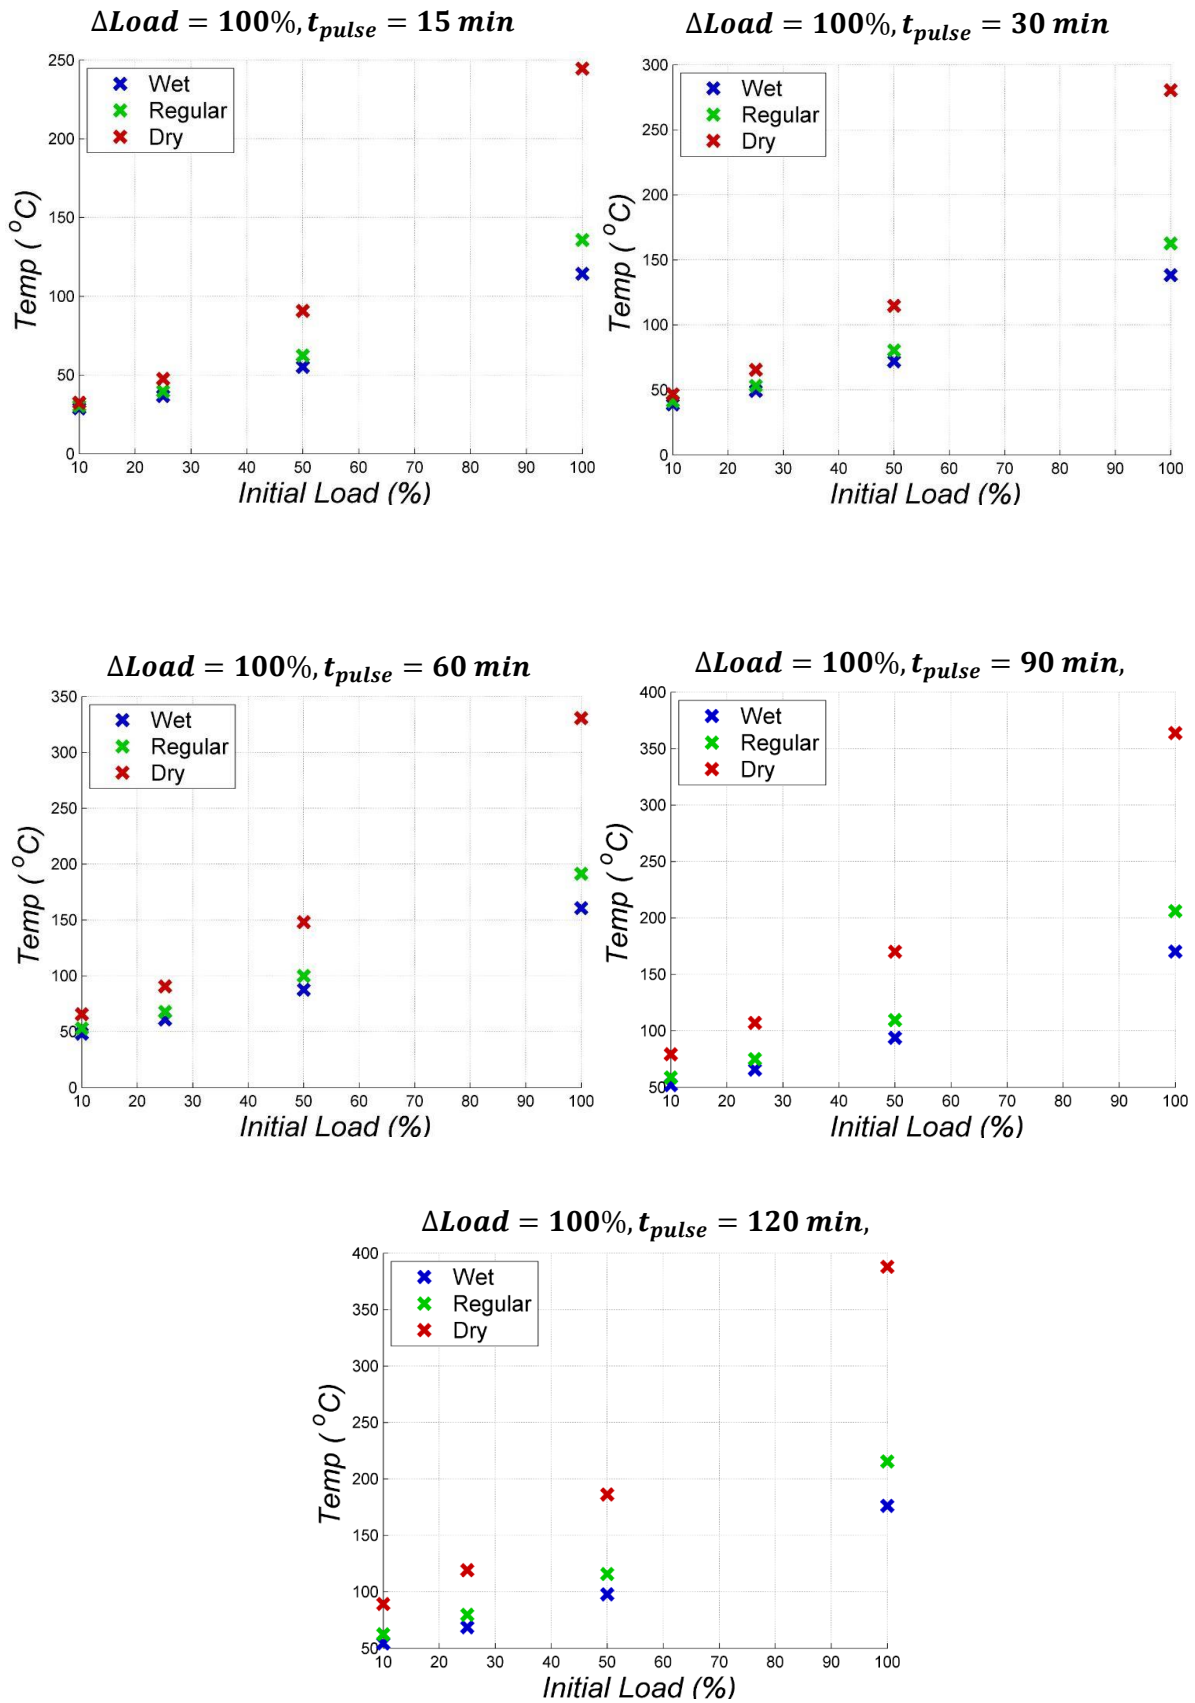 ΔLoad = 100%, t_pulse = 15 min
250
200
150
100
50
0
Temp (°C)
Wet
Regular
Dry
10 20 30 40 50 60 70 80 90 100
Initial Load (%)
ΔLoad = 100%, t_pulse = 30 min
300
250
200
150
100
50
0
Temp (°C)
Wet
Regular
Dry
10 20 30 40 50 60 70 80 90 100
Initial Load (%)
ΔLoad = 100%, t_pulse = 60 min
350
300
250
200
150
100
50
0
Temp (°C)
Wet
Regular
Dry
10 20 30 40 50 60 70 80 90 100
Initial Load (%)
ΔLoad = 100%, t_pulse = 90 min,
400
350
300
250
200
150
100
50
Temp (°C)
Wet
Regular
Dry
10 20 30 40 50 60 70 80 90 100
Initial Load (%)
ΔLoad = 100%, t_pulse = 120 min,
400
350
300
250
200
150
100
50
Temp (°C)
Wet
Regular
Dry
10 20 30 40 50 60 70 80 90 100
Initial Load (%)